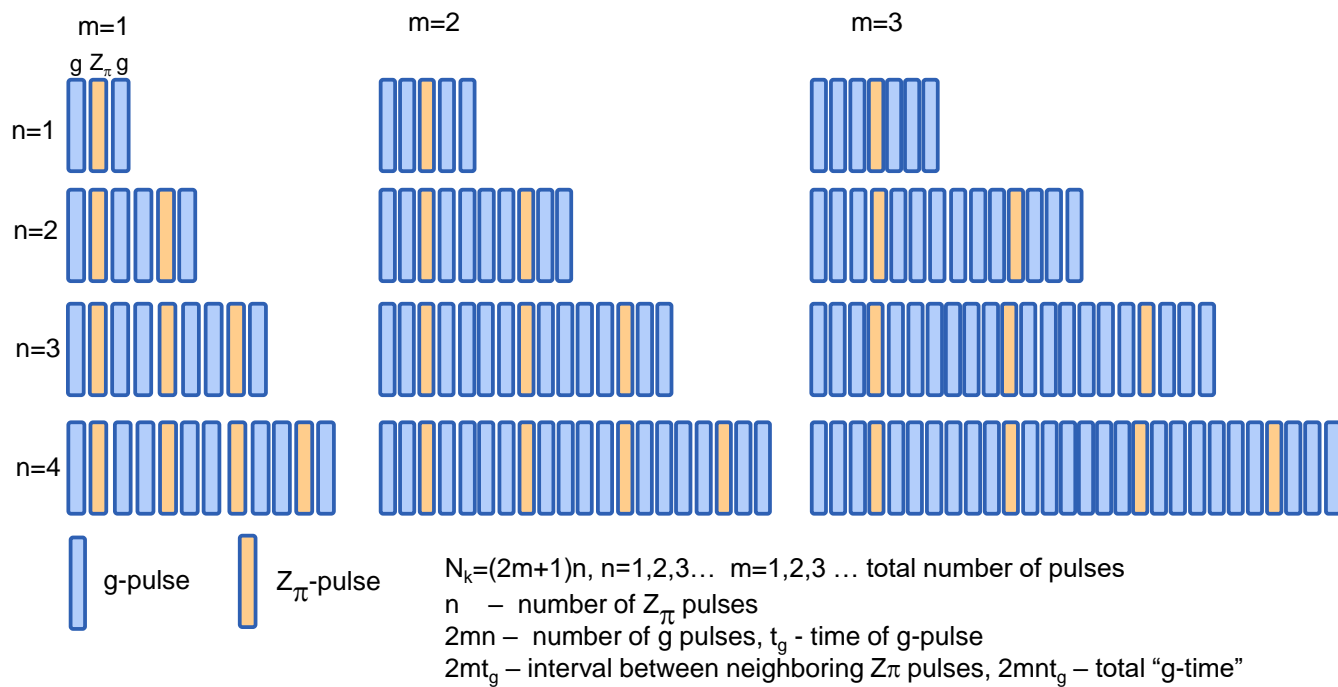 m=1 m=2 m=3
g Zπ g
n=1
n=2
n=3
n=4
g-pulse Zπ-pulse
Nk=(2m+1)n, n=1,2,3... m=1,2,3 ... total number of pulses
n – number of Zπ pulses
2mn – number of g pulses, tg - time of g-pulse
2mtg – interval between neighboring Zπ pulses, 2mntg – total “g-time”